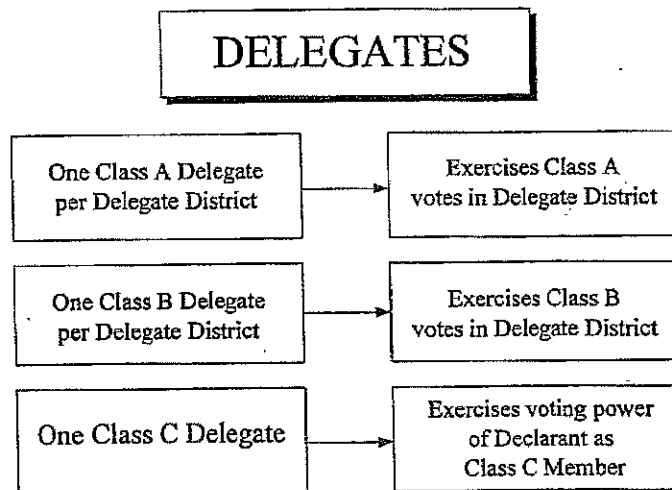 DELEGATES
One Class A Delegate
per Delegate District
Exercises Class A
votes in Delegate District
One Class B Delegate
per Delegate District
Exercises Class B
votes in Delegate District
One Class C Delegate
Exercises voting power
of Declarant as
Class C Member